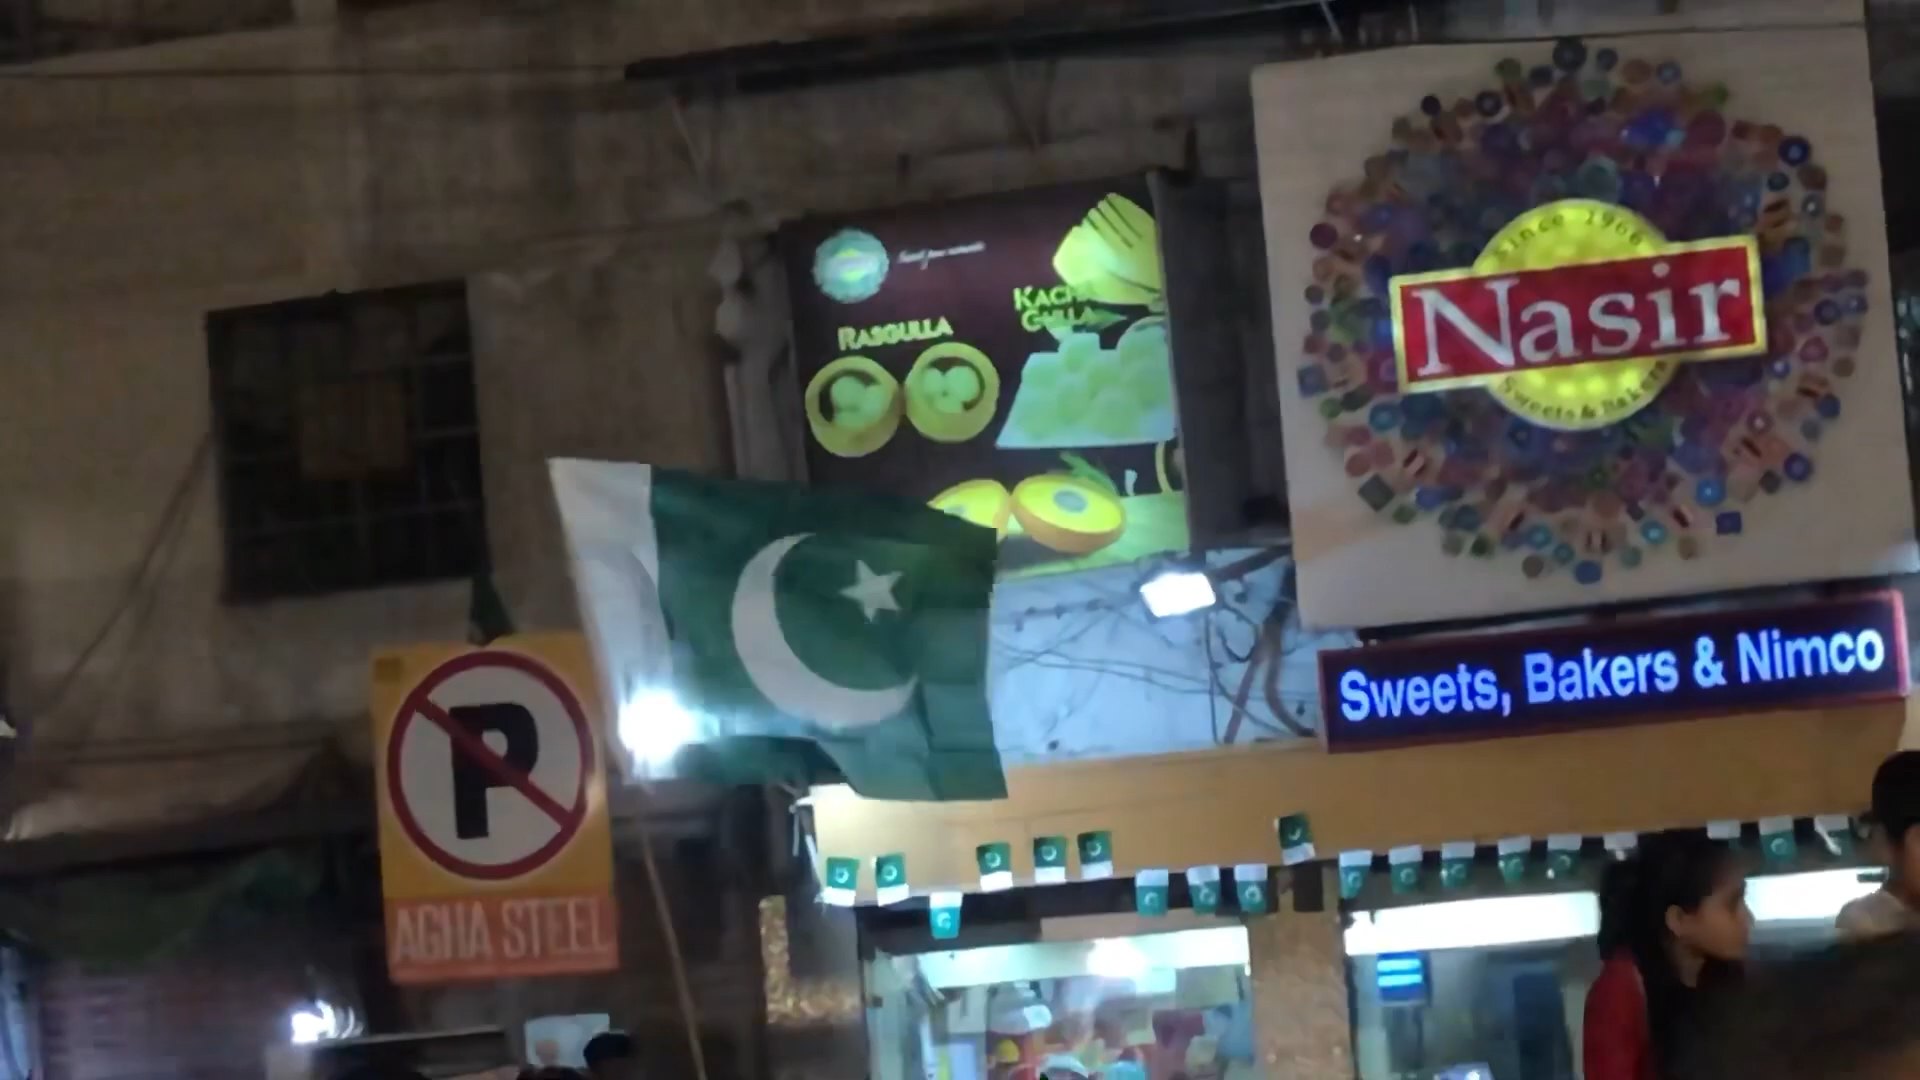 RASGULLA
KACHA
GULLA
since 1966
Nasir
Sweets & Bakers
Sweets, Bakers & Nimco
P
AGHA STEEL